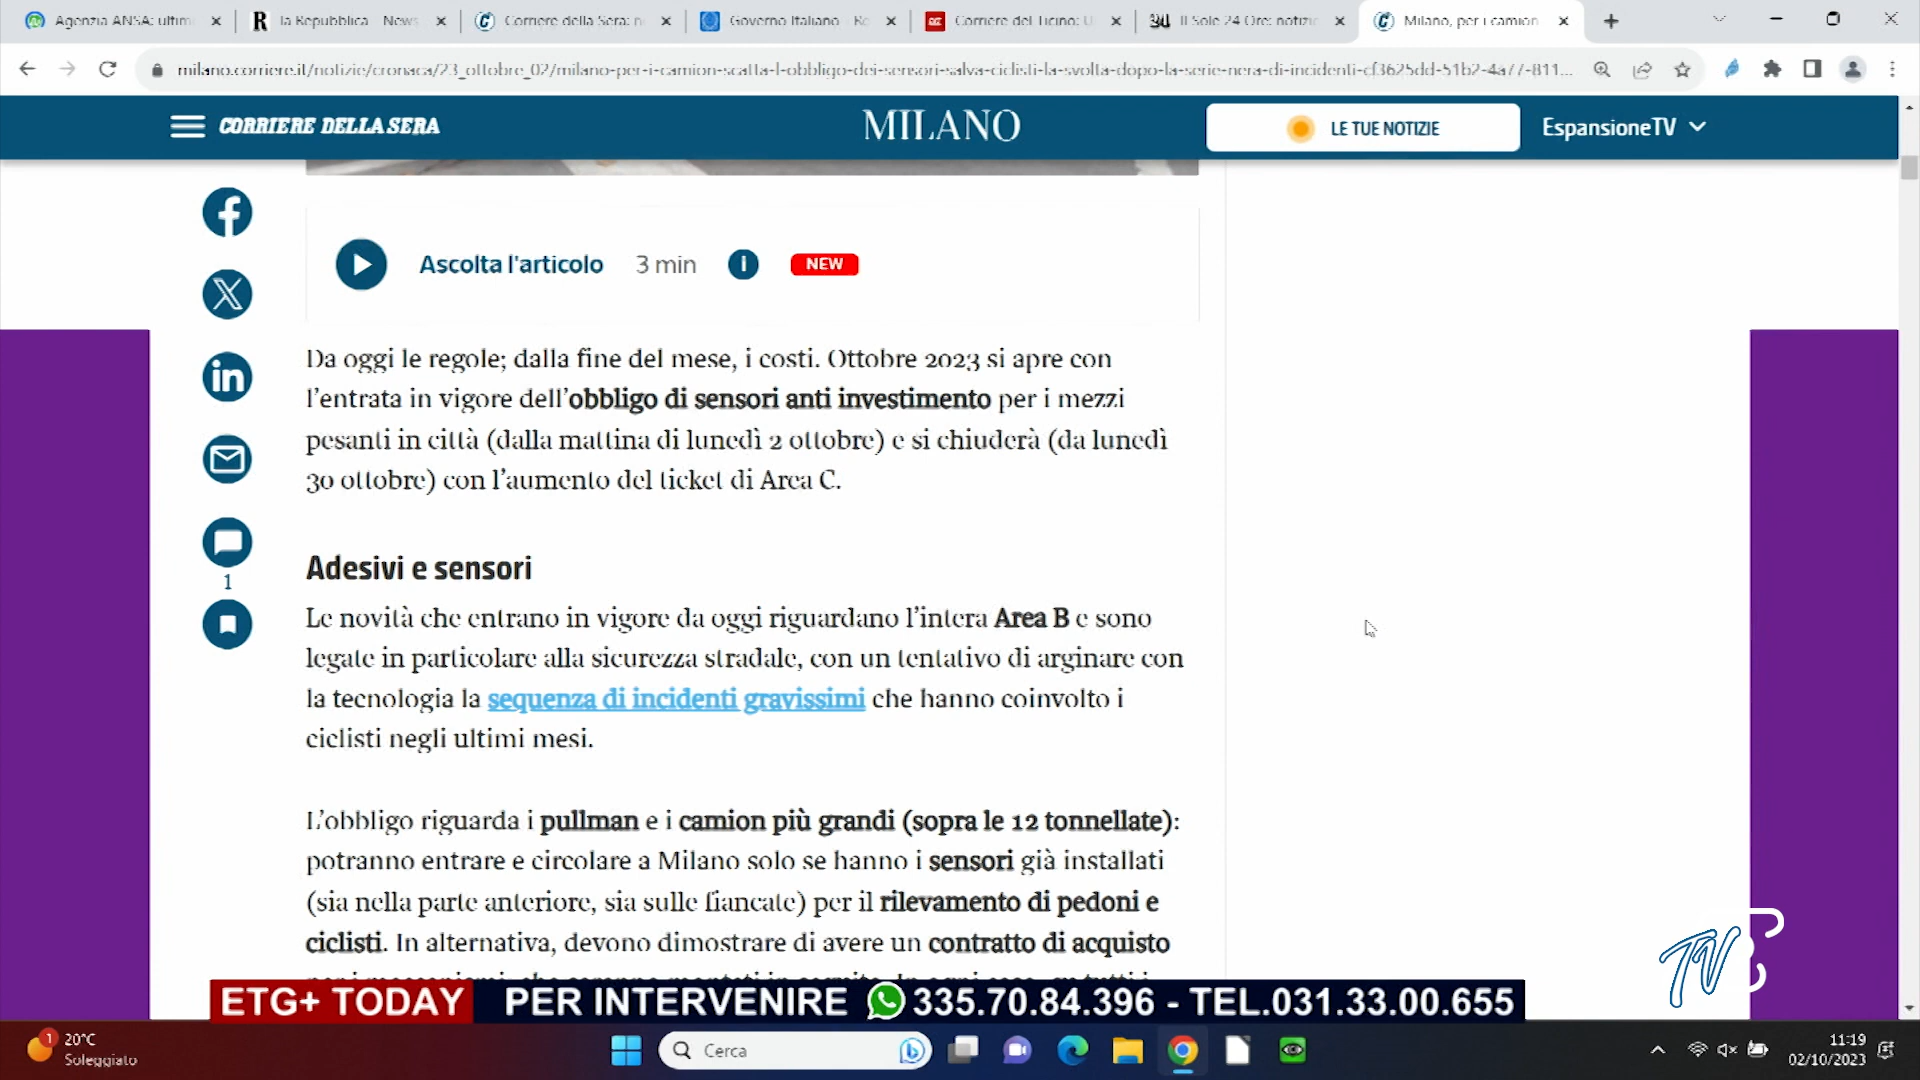 Agenzia ANSA: ultim
la Repubblica - News
Corriere della Sera: n
Governo Italiano - Ro
Corriere del Ticino: U
Il Sole 24 Ore: notizi
Milano, per i camion
milano.corriere.it/notizie/cronaca/23_ottobre_02/milano-per-i-camion-scatta-l-obbligo-dei-sensori-salva-ciclisti-la-svolta-dopo-la-serie-nera-di-incidenti-cf3625dd-51b2-4a77-811...
CORRIERE DELLA SERA
MILANO
LE TUE NOTIZIE
EspansioneTV
Ascolta l'articolo 3 min NEW
Da oggi le regole; dalla fine del mese, i costi. Ottobre 2023 si apre con
l'entrata in vigore dell'obbligo di sensori anti investimento per i mezzi
pesanti in città (dalla mattina di lunedì 2 ottobre) e si chiuderà (da lunedì
30 ottobre) con l'aumento del ticket di Area C.
1
Adesivi e sensori
Le novità che entrano in vigore da oggi riguardano l'intera Area B e sono
legate in particolare alla sicurezza stradale, con un tentativo di arginare con
la tecnologia la sequenza di incidenti gravissimi che hanno coinvolto i
ciclisti negli ultimi mesi.
L'obbligo riguarda i pullman e i camion più grandi (sopra le 12 tonnellate):
potranno entrare e circolare a Milano solo se hanno i sensori già installati
(sia nella parte anteriore, sia sulle fiancate) per il rilevamento di pedoni e
ciclisti. In alternativa, devono dimostrare di avere un contratto di acquisto
ETG+ TODAY PER INTERVENIRE 335.70.84.396 - TEL.031.33.00.655
TV
1
20°C
Soleggiato
Cerca
11:19
02/10/2023